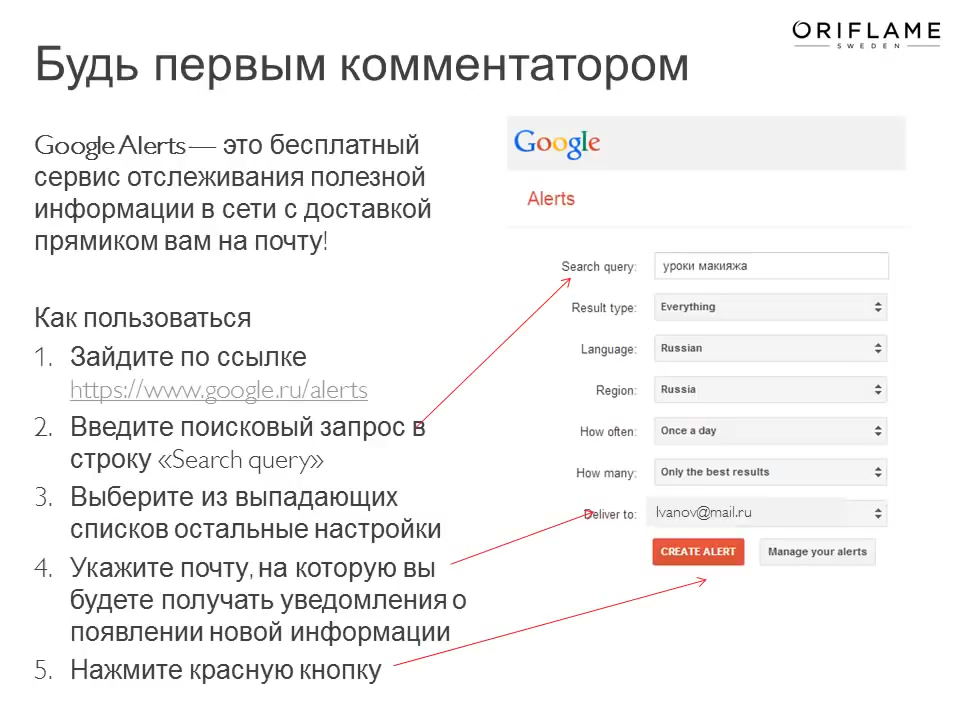 ORIFLAME
SWEDEN
Будь первым комментатором
Google Alerts — это бесплатный
сервис отслеживания полезной
информации в сети с доставкой
прямиком вам на почту!
Как пользоваться
1. Зайдите по ссылке
https://www.google.ru/alerts
2. Введите поисковый запрос в
строку «Search query»
3. Выберите из выпадающих
списков остальные настройки
4. Укажите почту, на которую вы
будете получать уведомления о
появлении новой информации
5. Нажмите красную кнопку
Google
Alerts
Search query: уроки макияжа
Result type: Everything
Language: Russian
Region: Russia
How often: Once a day
How many: Only the best results
Deliver to: Ivanov@mail.ru
CREATE ALERT Manage your alerts